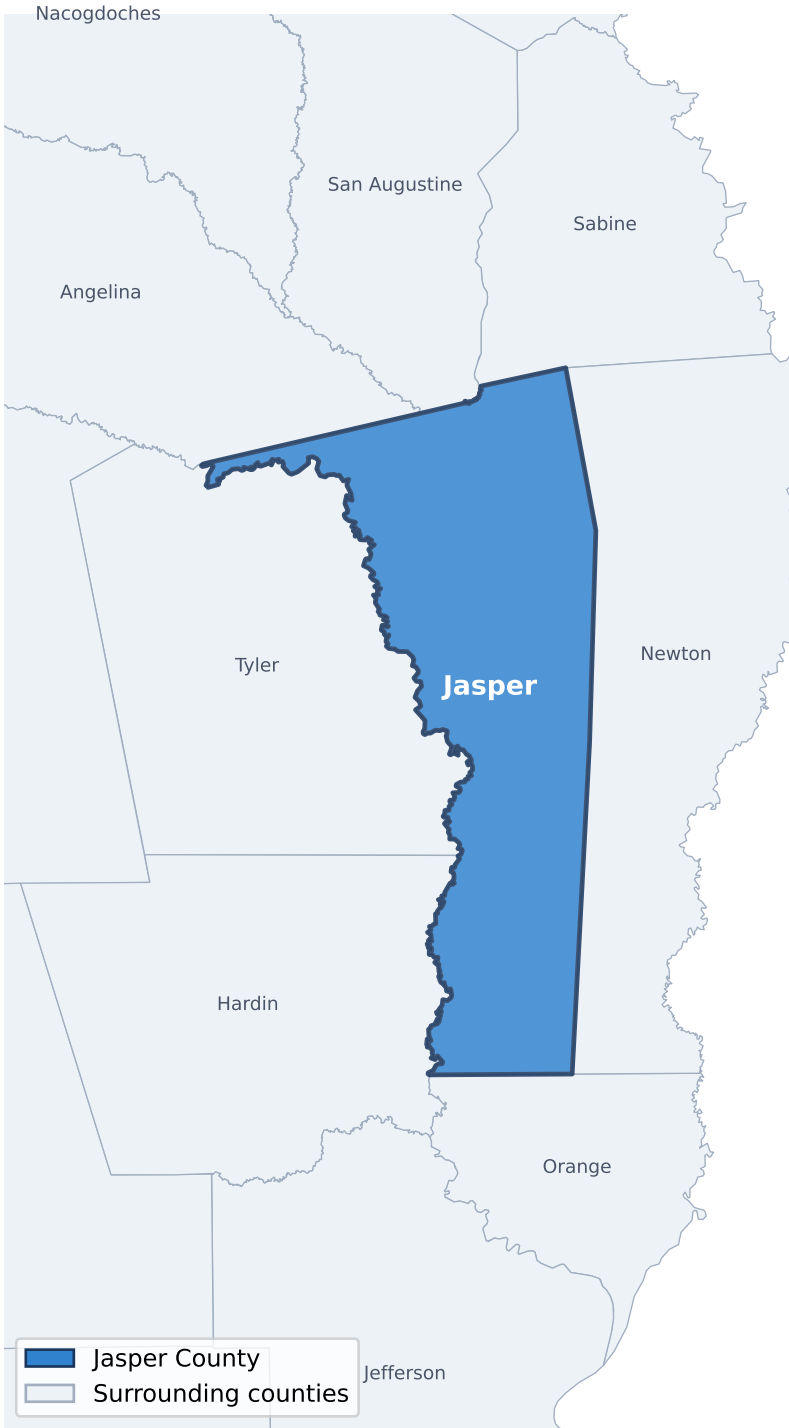 Nacogdoches
San Augustine
Sabine
Angelina
Newton
Tyler
Jasper
Hardin
Orange
Jefferson
Jasper County
Surrounding counties